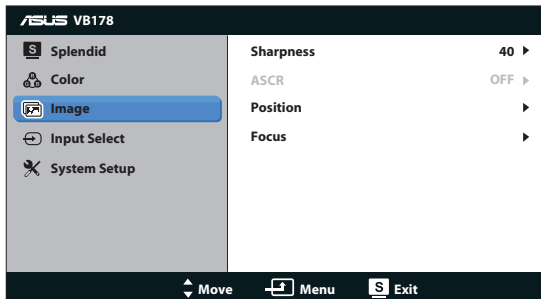 ASUS VB178
S Splendid
Color
Image
Input Select
System Setup
Sharpness 40
ASCR OFF
Position
Focus
Move Menu S Exit